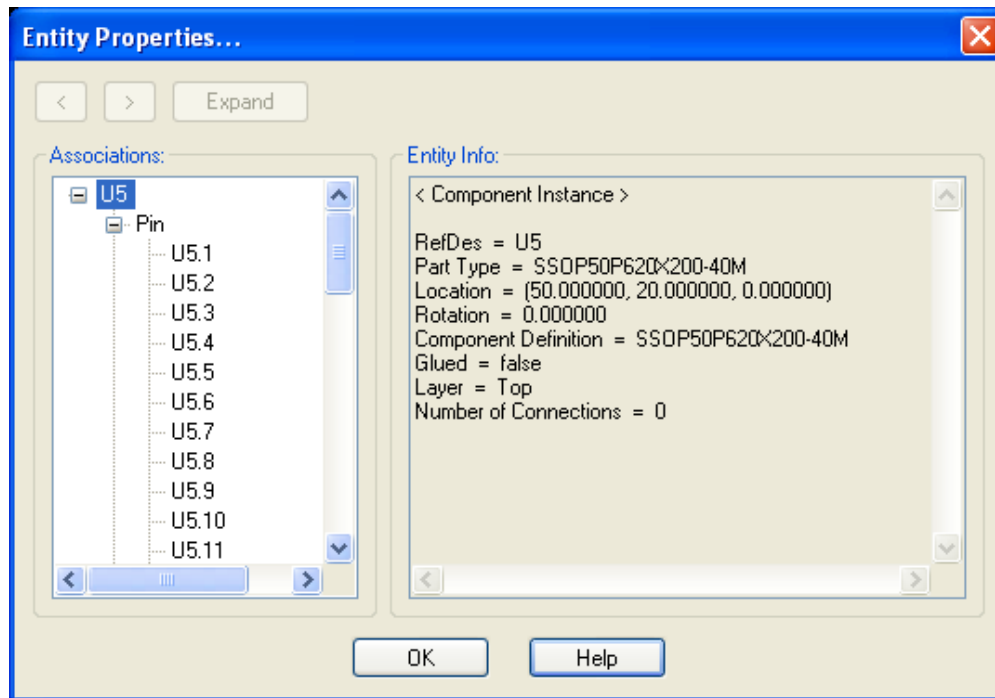 Entity Properties...
< > Expand
Associations:
U5
Pin
U5.1
U5.2
U5.3
U5.4
U5.5
U5.6
U5.7
U5.8
U5.9
U5.10
U5.11
Entity Info:
< Component Instance >
RefDes = U5
Part Type = SSOP50P620X200-40M
Location = (50.000000, 20.000000, 0.000000)
Rotation = 0.000000
Component Definition = SSOP50P620X200-40M
Glued = false
Layer = Top
Number of Connections = 0
OK Help